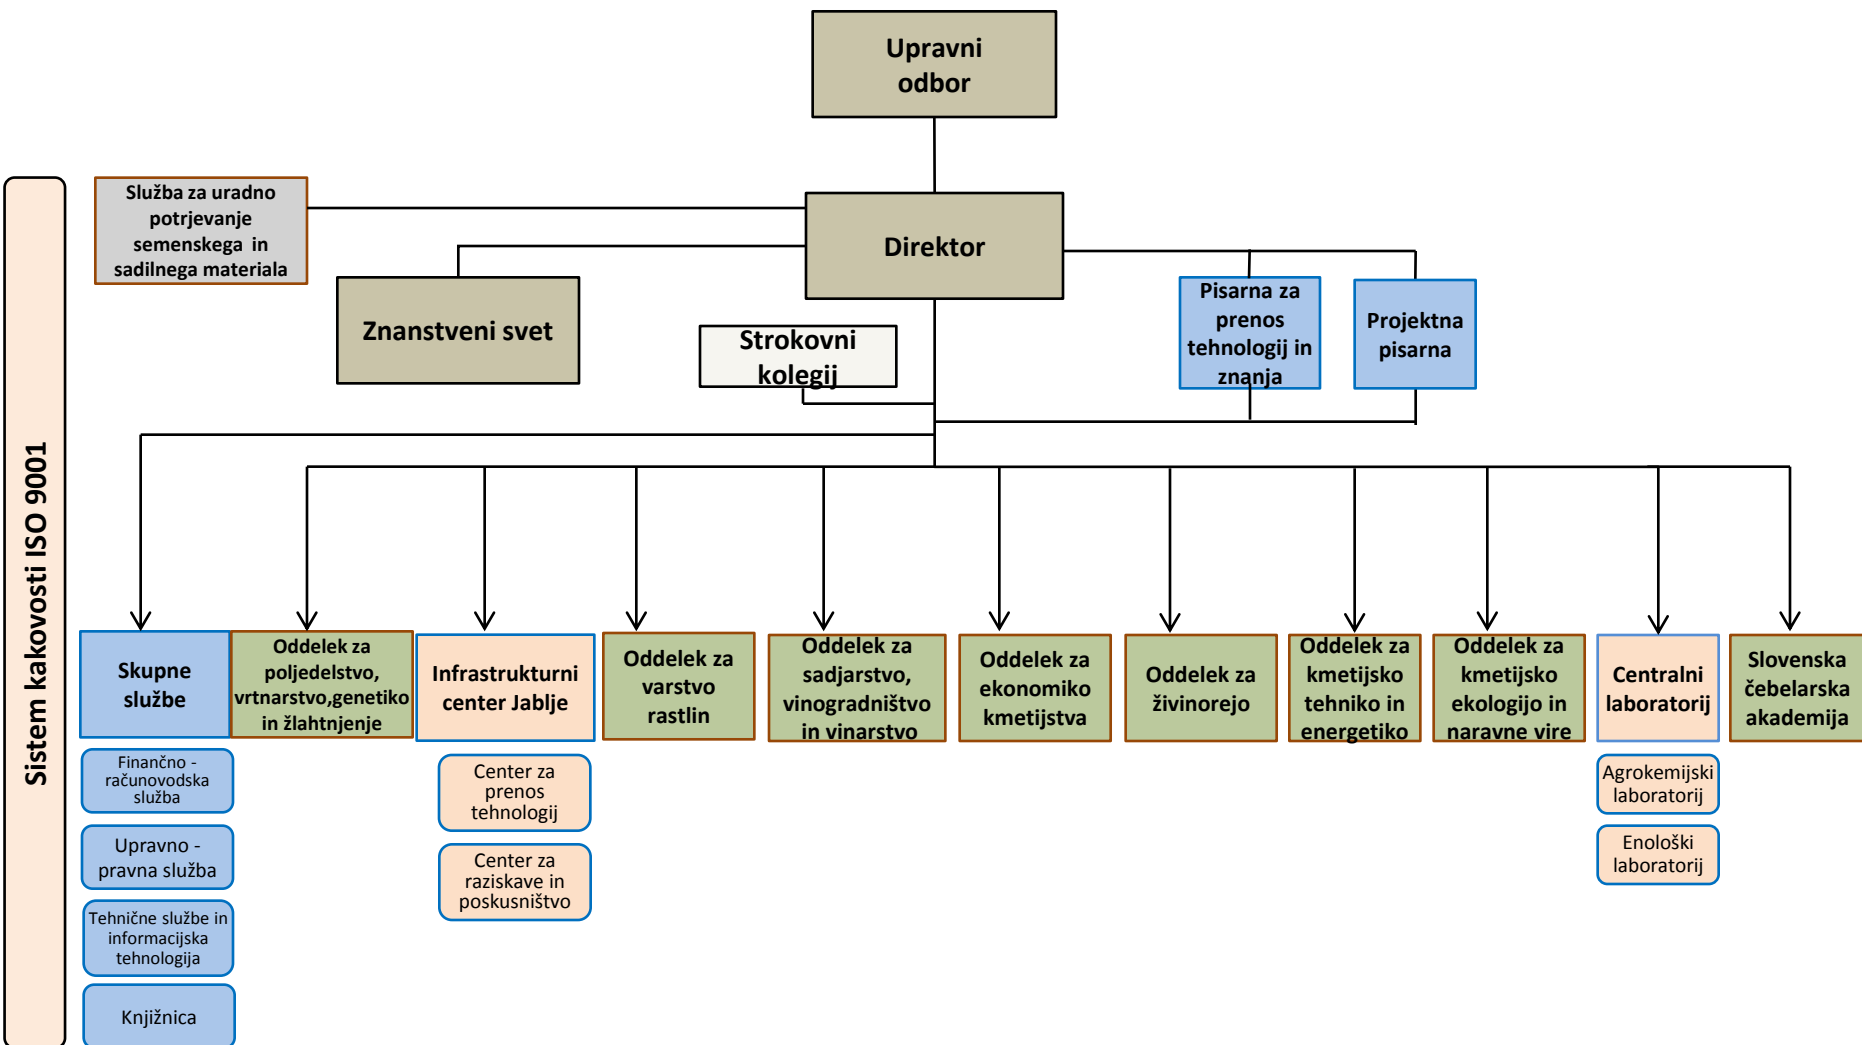 Upravni
odbor
Služba za uradno
potrjevanje
semenskega in
sadilnega materiala
Direktor
Znanstveni svet
Strokovni
kolegij
Pisarna za
prenos
tehnologij in
znanja
Projektna
pisarna
Sistem kakovosti ISO 9001
Skupne
službe
Oddelek za
poljedelstvo,
vrtnarstvo,genetiko
in žlahtnjenje
Infrastrukturni
center Jablje
Oddelek za
varstvo
rastlin
Oddelek za
sadjarstvo,
vinogradništvo
in vinarstvo
Oddelek za
ekonomiko
kmetijstva
Oddelek za
živinorejo
Oddelek za
kmetijsko
tehniko in
energetiko
Oddelek za
kmetijsko
ekologijo in
naravne vire
Centralni
laboratorij
Slovenska
čebelarska
akademija
Finančno -
računovodska
služba
Upravno -
pravna služba
Tehnične službe in
informacijska
tehnologija
Knjižnica
Center za
prenos
tehnologij
Center za
raziskave in
poskusništvo
Agrokemijski
laboratorij
Enološki
laboratorij